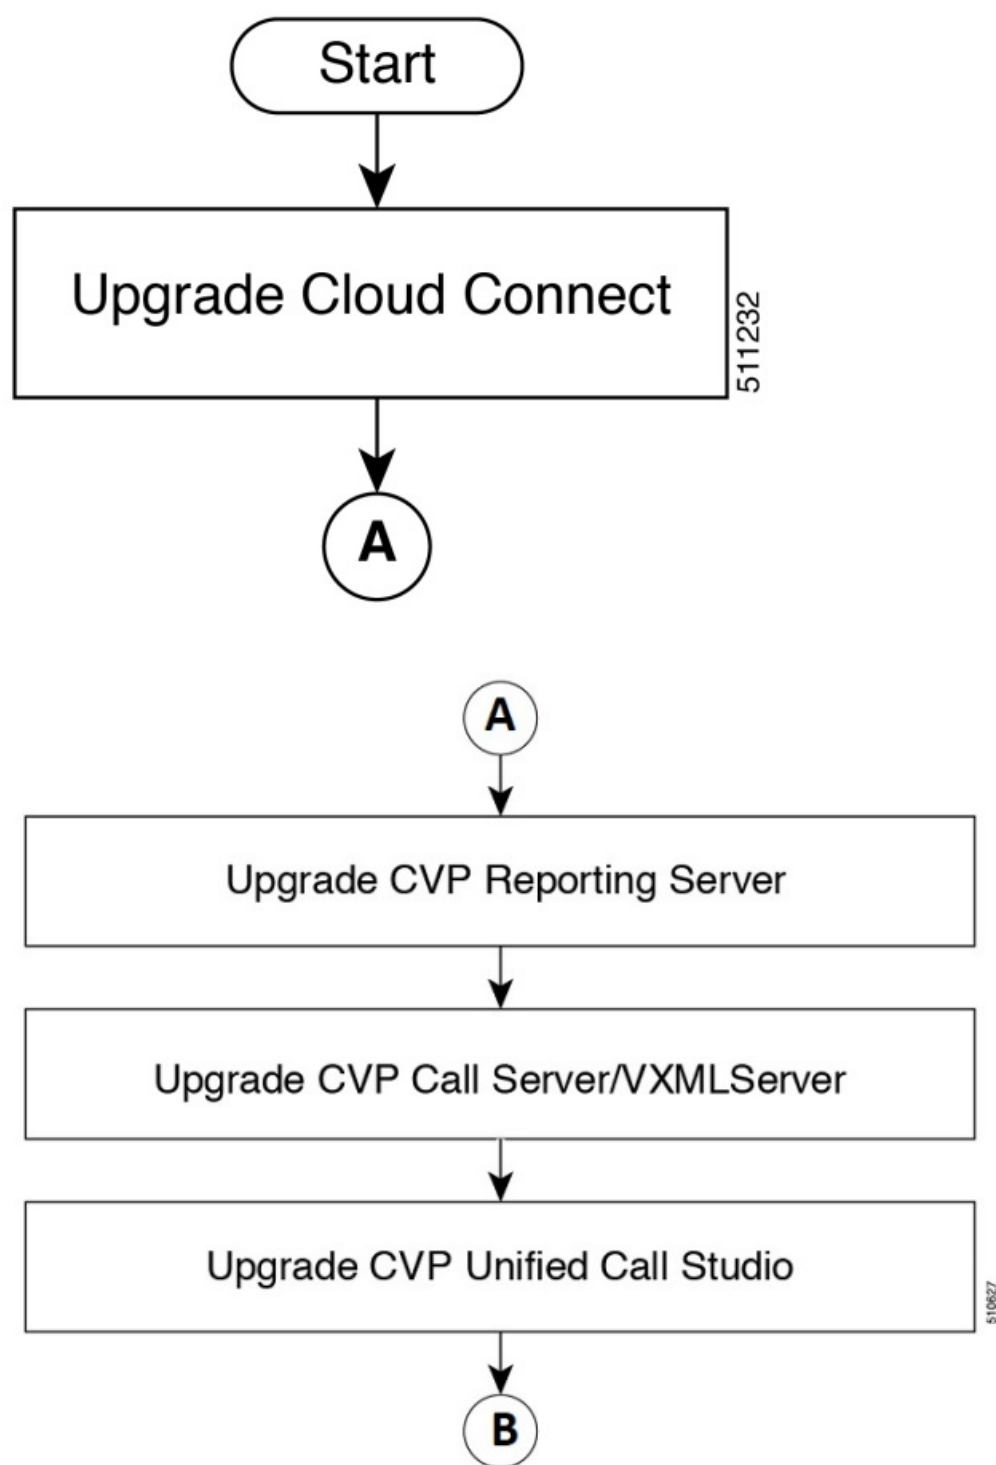 Start
Upgrade Cloud Connect
511232
A
A
Upgrade CVP Reporting Server
Upgrade CVP Call Server/VXMLServer
Upgrade CVP Unified Call Studio
510627
B